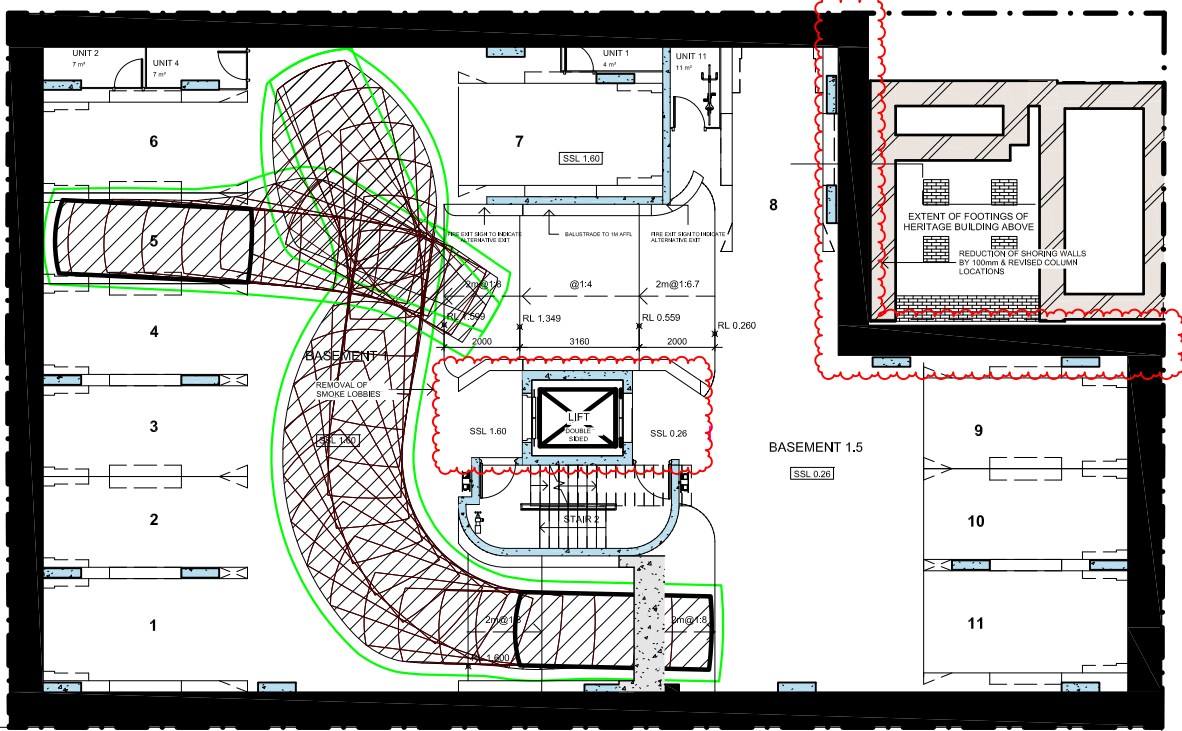 UNIT 2
7 m²
UNIT 4
7 m²
UNIT 1
4 m²
UNIT 11
11 m²
6
7
SSL 1.60
8
5
FIRE EXIT SIGN TO INDICATE
ALTERNATIVE EXIT
BALUSTRADE TO 1M AFFL
FIRE EXIT SIGN TO INDICATE
ALTERNATIVE EXIT
EXTENT OF FOOTINGS OF
HERITAGE BUILDING ABOVE
REDUCTION OF SHORING WALLS
BY 100mm & REVISED COLUMN
LOCATIONS
2m@1:8
@1:4
2m@1:6.7
RL 1.599
RL 1.349
RL 0.559
RL 0.260
2000
3160
2000
4
BASEMENT 1
REMOVAL OF
SMOKE LOBBIES
SSL 1.60
3
SSL 1.60
LIFT
DOUBLE
SIDED
SSL 0.26
BASEMENT 1.5
SSL 0.26
9
2
STAIR 2
10
1
2m@1:8
2m@1:8
11